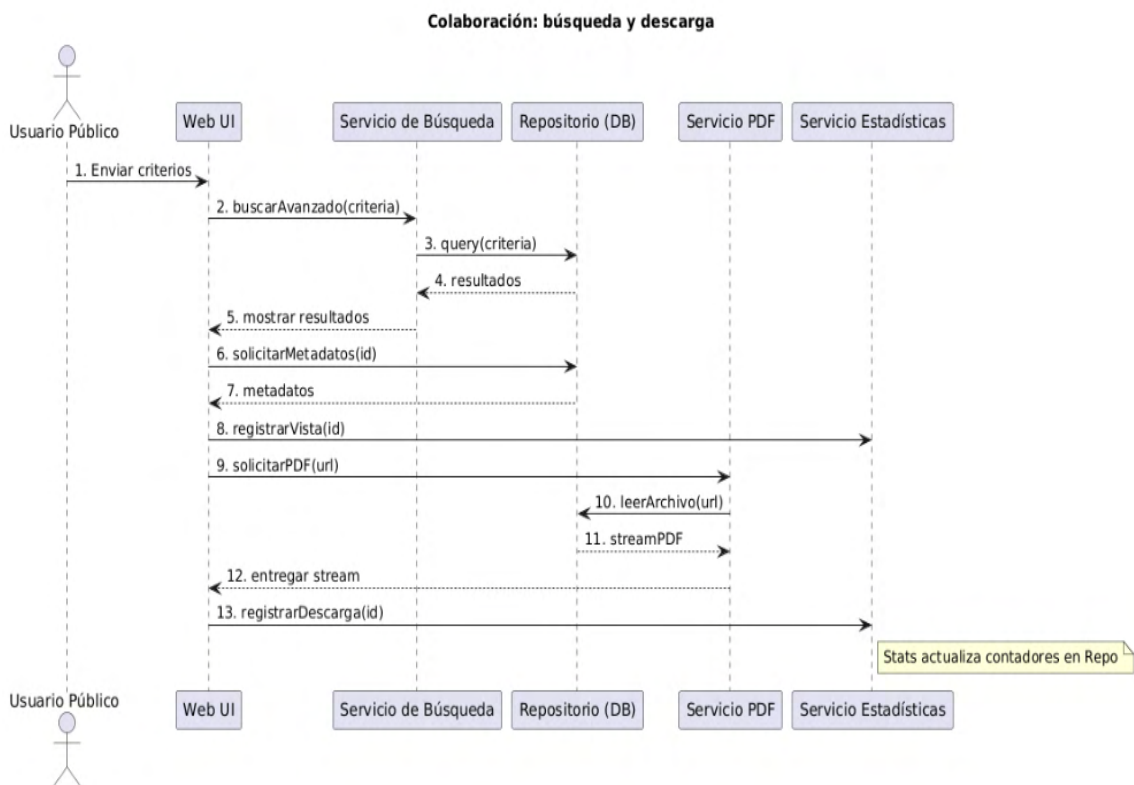 Colaboración: búsqueda y descarga
Usuario Público
Web UI
Servicio de Búsqueda
Repositorio (DB)
Servicio PDF
Servicio Estadísticas
1. Enviar criterios
2. buscarAvanzado(criteria)
3. query(criteria)
4. resultados
5. mostrar resultados
6. solicitarMetadatos(id)
7. metadatos
8. registrarVista(id)
9. solicitarPDF(url)
10. leerArchivo(url)
11. streamPDF
12. entregar stream
13. registrarDescarga(id)
Stats actualiza contadores en Repo
Usuario Público
Web UI
Servicio de Búsqueda
Repositorio (DB)
Servicio PDF
Servicio Estadísticas